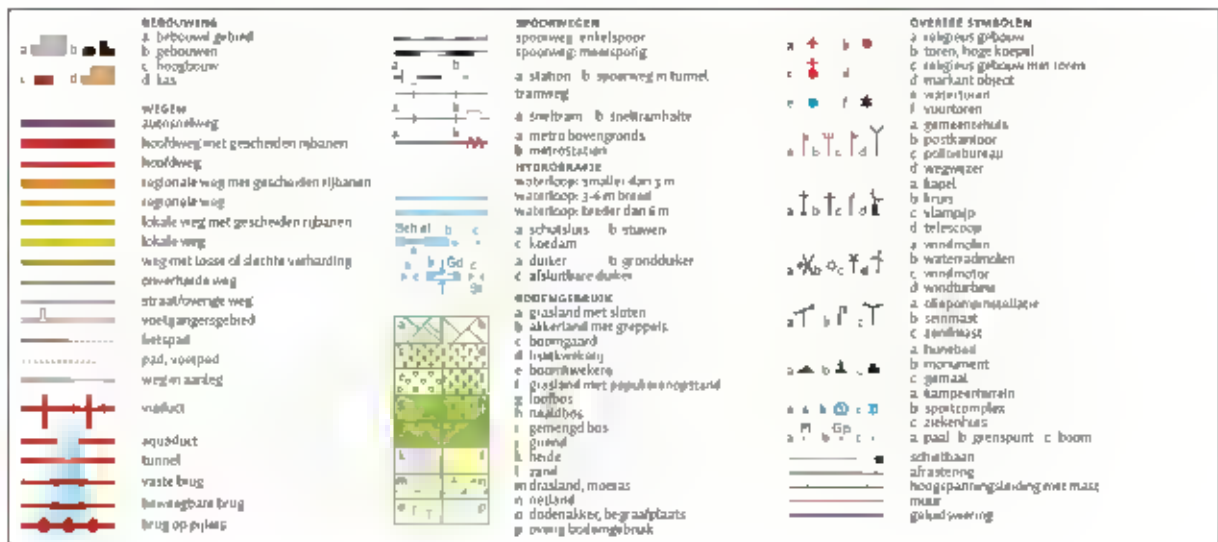 BEBOUWING
a bebouwd gebied
b gebouwen
c hoogbouw
d kas
a b
c d
WEGEN
autosnelweg
hoofdweg met gescheiden rijbanen
hoofdweg
regionale weg met gescheiden rijbanen
regionale weg
lokale weg met gescheiden rijbanen
lokale weg
weg met losse of slechte verharding
onverharde weg
straat/overige weg
voetgangersgebied
fietspad
pad, voetpad
weg in aanleg
viaduct
aquaduct
tunnel
vaste brug
beweegbare brug
brug op pijlers
SPOORWEGEN
spoorweg: enkelspoor
spoorweg: meersporig
a b
a station b spoorweg in tunnel
tramweg
a b
a sneltram b sneltramhalte
a b
a metro bovengronds
b metrostation
HYDROGRAFIE
waterloop: smaller dan 3 m
waterloop: 3-6 m breed
waterloop: breder dan 6 m
Schsl b c
a schutsluis b stuwen
c koedam
a b Gd c
a duiker b grondduiker
c afsluitbare duiker
BODEMGEBRUIK
a grasland met sloten
b akkerland met greppels
c boomgaard
d fruitkwekerij
e boomkwekerij
f grasland met populierenopstand
g loofbos
h naaldbos
i gemengd bos
j griend
k heide
l zand
m drasland, moeras
n rietland
o dodenakker, begraafplaats
p overig bodemgebruik
OVERIGE SYMBOLEN
a religieus gebouw
b toren, hoge koepel
c religieus gebouw met toren
d markant object
e watertoren
f vuurtoren
a b
c d
e f
a gemeentehuis
b postkantoor
c politiebureau
d wegwijzer
a b c d
a kapel
b kruis
c vlampijp
d telescoop
a b c d
a windmolen
b watermolen
c windmotor
d windturbine
a b c d
a oliepompinstallatie
b seinmast
c zendmast
a b c
a hunebed
b monument
c gemaal
a b c
a kampeerterrein
b sportcomplex
c ziekenhuis
a b c
Pl Gp
a b c
a paal b grenspunt c boom
schietbaan
afrastering
hoogspanningsleiding met mast
muur
geluidswering